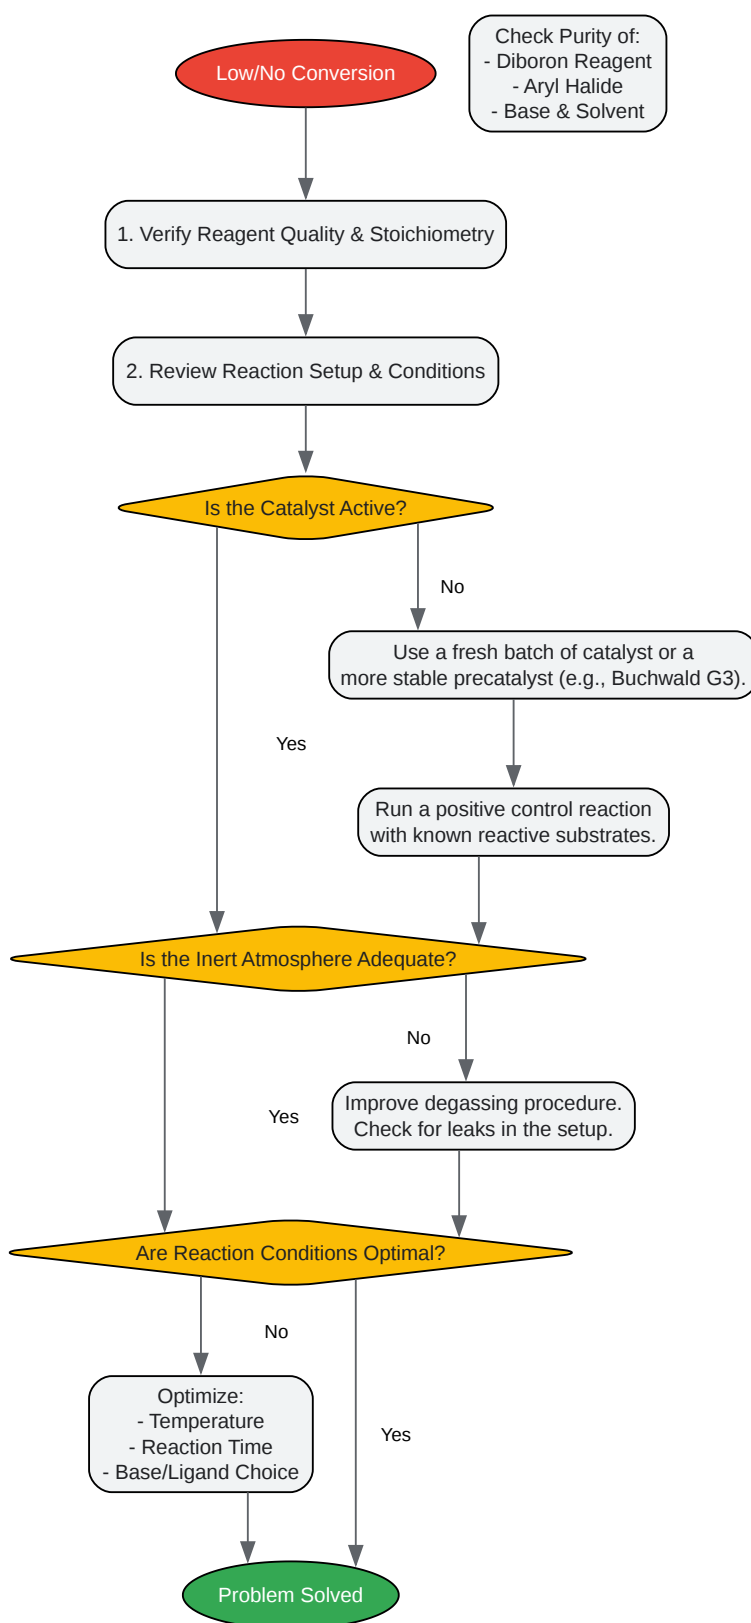 Low/No Conversion
Check Purity of:
- Diboron Reagent
- Aryl Halide
- Base & Solvent
1. Verify Reagent Quality & Stoichiometry
2. Review Reaction Setup & Conditions
Is the Catalyst Active?
No
Use a fresh batch of catalyst or a
more stable precatalyst (e.g., Buchwald G3).
Yes
Run a positive control reaction
with known reactive substrates.
Is the Inert Atmosphere Adequate?
No
Improve degassing procedure.
Check for leaks in the setup.
Yes
Are Reaction Conditions Optimal?
No
Optimize:
- Temperature
- Reaction Time
- Base/Ligand Choice
Yes
Problem Solved